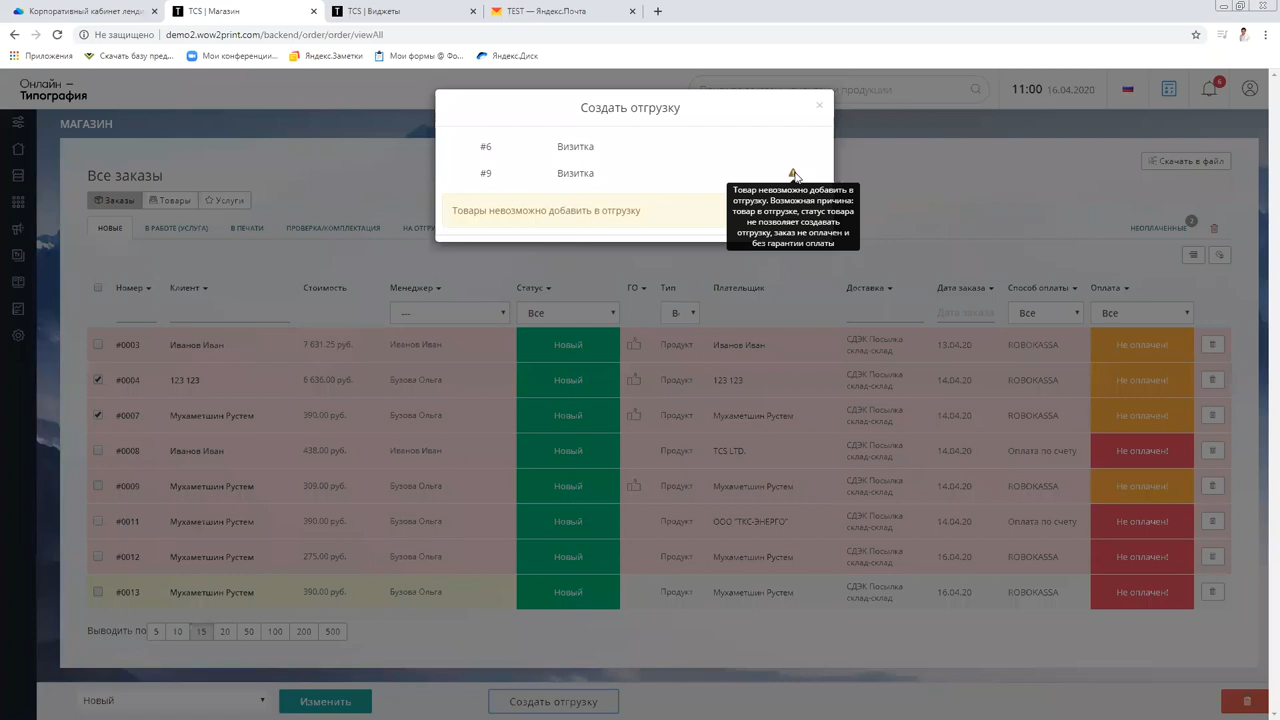 Корпоративный кабинет ленди
TCS | Магазин
TCS | Виджеты
TEST — Яндекс.Почта
Не защищено
demo2.wow2print.com/backend/order/order/viewAll
Приложения
Скачать базу пред...
Мои конференции...
Яндекс.Заметки
Мои формы @ Фо...
Яндекс.Диск
Онлайн —
Типография
11:00 16.04.2020
6
МАГАЗИН
Создать отгрузку
×
#6 Визитка
#9 Визитка
Товары невозможно добавить в отгрузку
Товар невозможно добавить в
отгрузку. Возможная причина:
товар в отгрузке, статус товара
не позволяет создавать
отгрузку, заказ не оплачен и
без гарантии оплаты
Все заказы
Скачать в файл
Заказы Товары Услуги
В РАБОТЕ (УСЛУГА) В ПЕЧАТИ ПРОВЕРКА/КОМПЛЕКТАЦИЯ НЕОПЛАЧЕННЫЕ 2
Номер Клиент Стоимость Менеджер Статус ГО Тип Плательщик Доставка Дата заказа Способ оплаты Оплата
--- Все В- Дата заказа Все Все
#0003 Иванов Иван 7 631.25 руб. Иванов Иван Новый Продукт Иванов Иван СДЭК Посылка склад-склад 13.04.20 ROBOKASSA Не оплачен!
#0004 123 123 6 636.00 руб. Бузова Ольга Новый Продукт 123 123 СДЭК Посылка склад-склад 14.04.20 ROBOKASSA Не оплачен!
#0007 Мухаметшин Рустем 390.00 руб. Бузова Ольга Новый Продукт Мухаметшин Рустем СДЭК Посылка склад-склад 14.04.20 ROBOKASSA Не оплачен!
#0008 Иванов Иван 438.00 руб. Иванов Иван Новый Продукт TCS LTD. СДЭК Посылка склад-склад 14.04.20 Оплата по счету Не оплачен!
#0009 Мухаметшин Рустем 309.00 руб. Бузова Ольга Новый Продукт Мухаметшин Рустем СДЭК Посылка склад-склад 14.04.20 ROBOKASSA Не оплачен!
#0011 Мухаметшин Рустем 390.00 руб. Бузова Ольга Новый Продукт ООО "ТКС-ЭНЕРГО" СДЭК Посылка склад-склад 14.04.20 Оплата по счету Не оплачен!
#0012 Мухаметшин Рустем 275.00 руб. Бузова Ольга Новый Продукт Мухаметшин Рустем СДЭК Посылка склад-склад 16.04.20 ROBOKASSA Не оплачен!
#0013 Мухаметшин Рустем 390.00 руб. Бузова Ольга Новый Продукт Мухаметшин Рустем СДЭК Посылка склад-склад 16.04.20 ROBOKASSA Не оплачен!
Выводить по 5 10 15 20 50 100 200 500
Новый Изменить Создать отгрузку